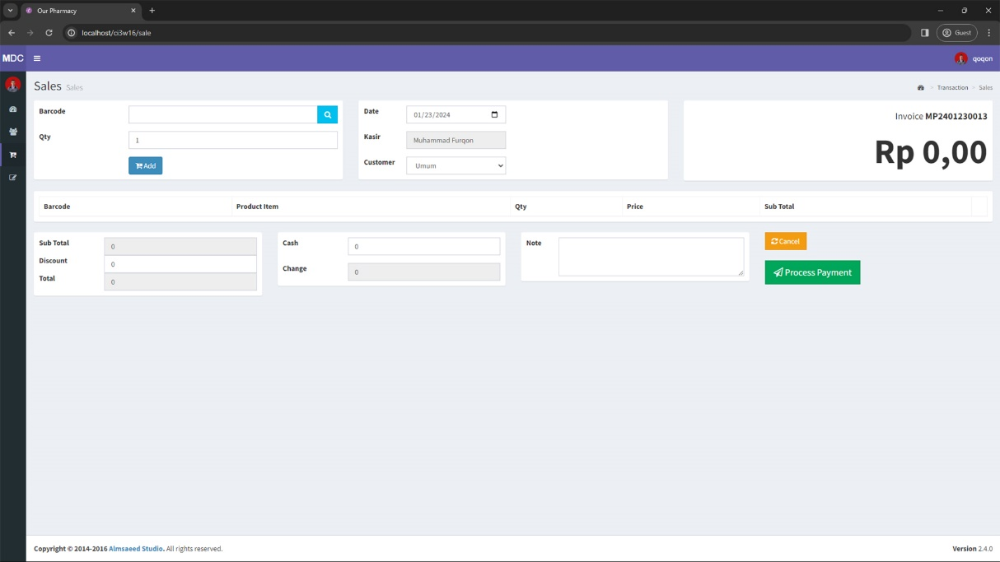 Our Pharmacy
localhost/ci3w16/sale
Guest
MDC
qoqon
Sales Sales
Transaction > Sales
Barcode
Qty
1
Add
Date
01/23/2024
Kasir
Muhammad Furqon
Customer
Umum
Invoice MP2401230013
Rp 0,00
Barcode Product Item Qty Price Sub Total
Sub Total
0
Discount
0
Total
0
Cash
0
Change
0
Note
Cancel
Process Payment
Copyright © 2014-2016 Almsaeed Studio. All rights reserved.
Version 2.4.0